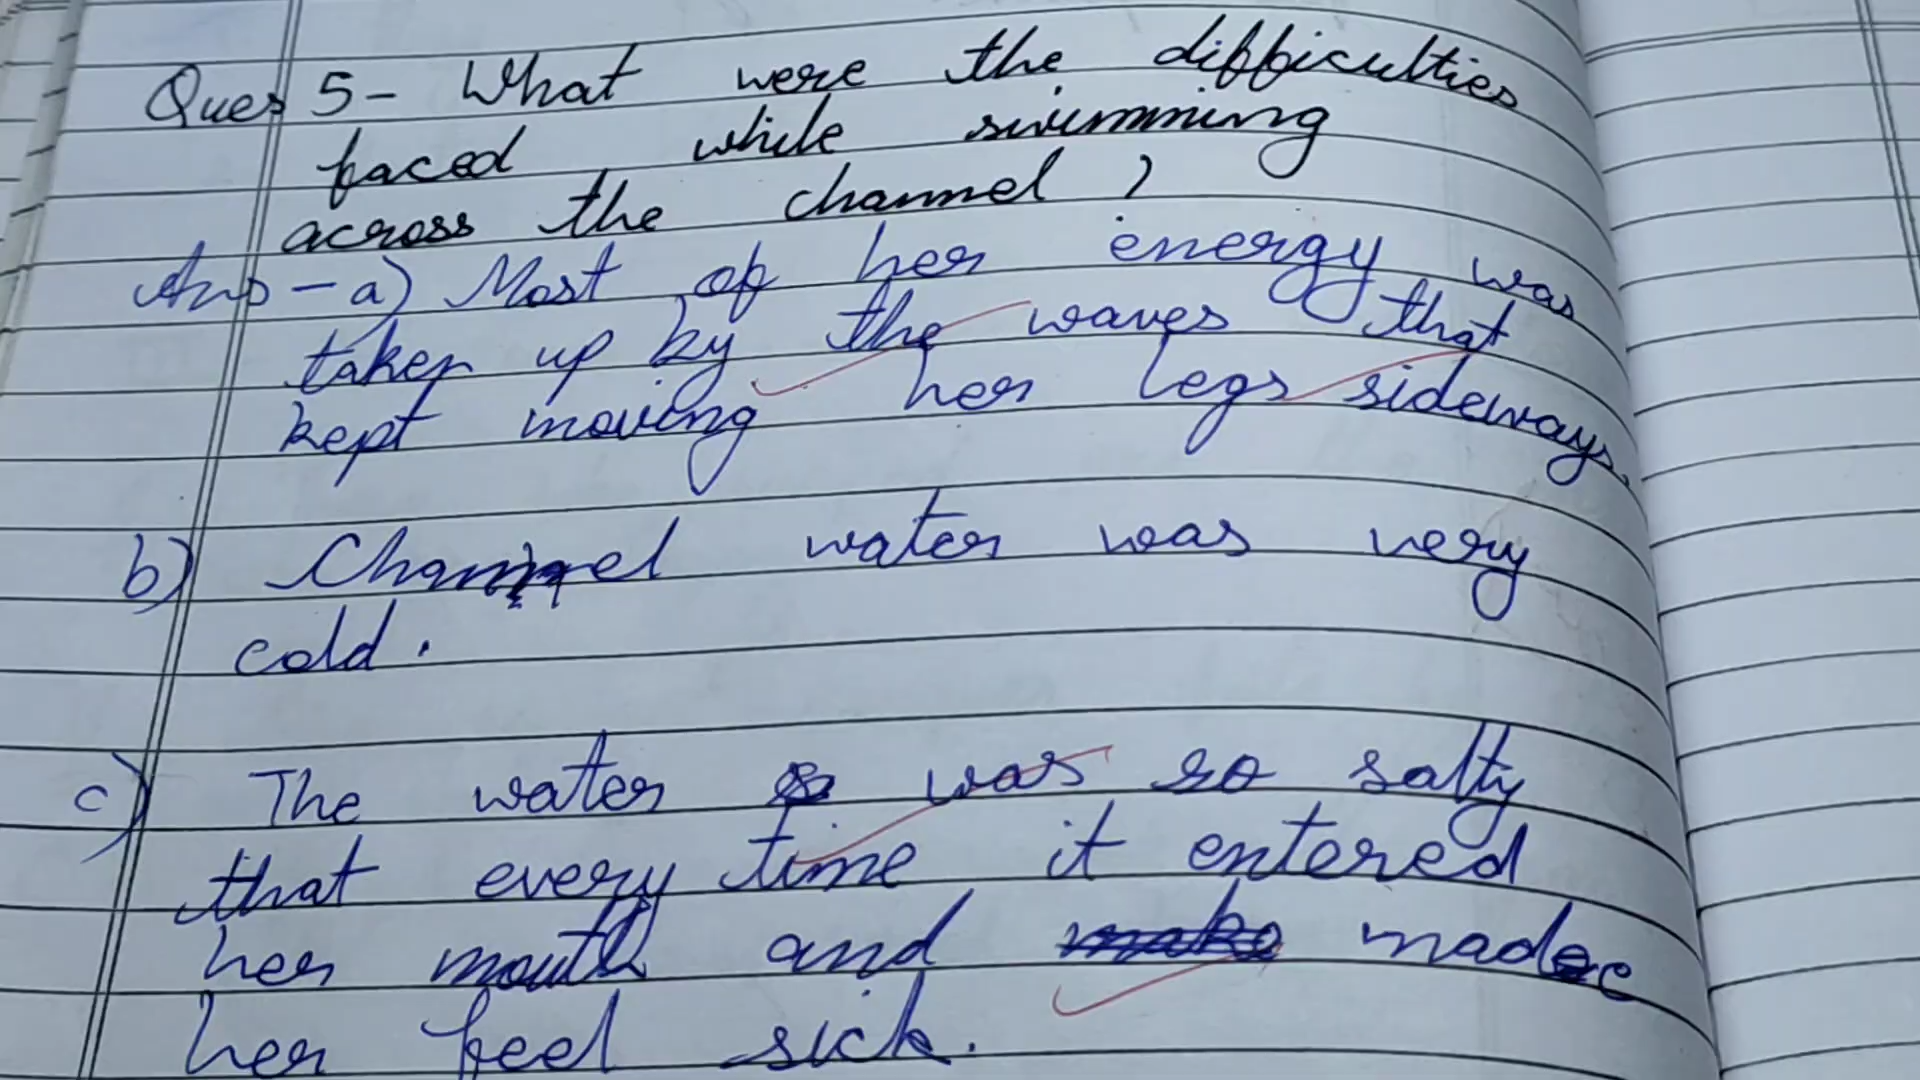 Ques 5- What were the difficulties
faced while swimming
across the channel?
Ans - a) Most of her energy was
taken up by the waves that
kept moving her legs sideways.
b) Channel water was very
cold.
c) The water was so salty
that every time it entered
her mouth and made
her feel sick.